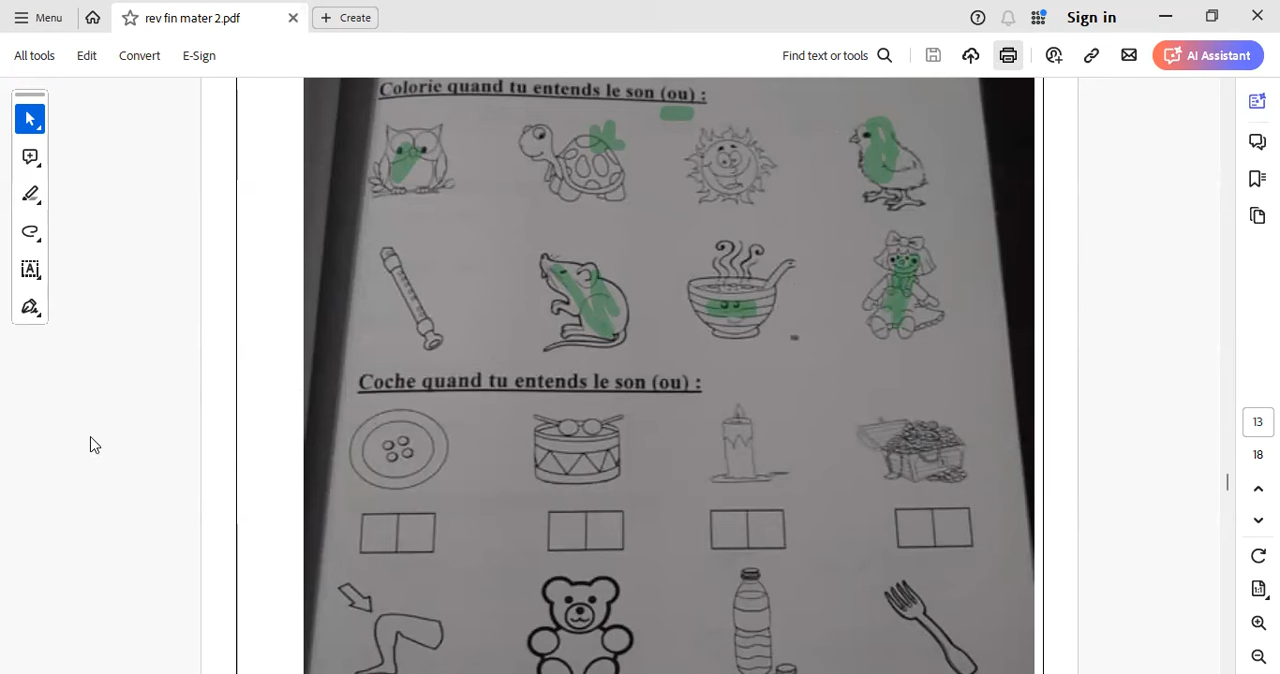 Menu
rev fin mater 2.pdf
Create
Sign in
All tools
Edit
Convert
E-Sign
Find text or tools
AI Assistant
Colorie quand tu entends le son (ou) :
Coche quand tu entends le son (ou) :
13
18